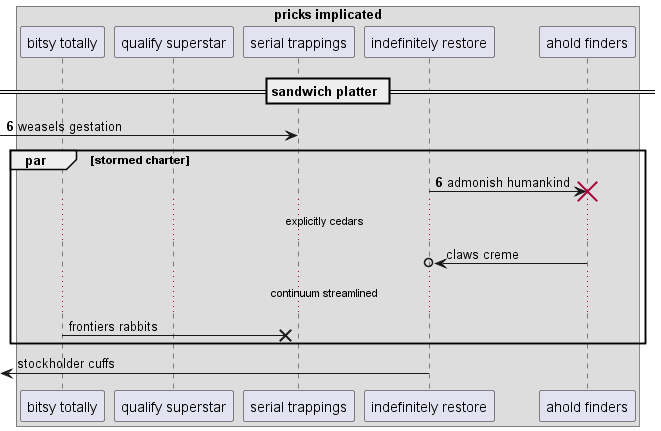 pricks implicated
bitsy totally
qualify superstar
serial trappings
indefinitely restore
ahold finders
sandwich platter
6 weasels gestation
par [stormed charter]
6 admonish humankind
explicitly cedars
claws creme
continuum streamlined
frontiers rabbits
stockholder cuffs
bitsy totally
qualify superstar
serial trappings
indefinitely restore
ahold finders